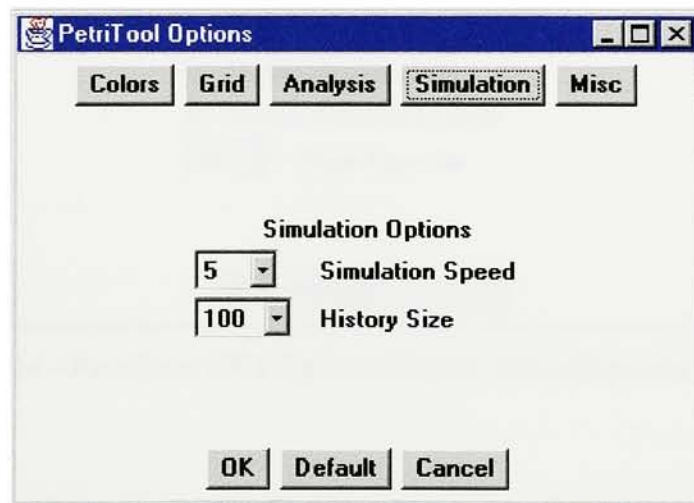 PetriTool Options
Colors Grid Analysis Simulation Misc
Simulation Options
5 Simulation Speed
100 History Size
OK Default Cancel